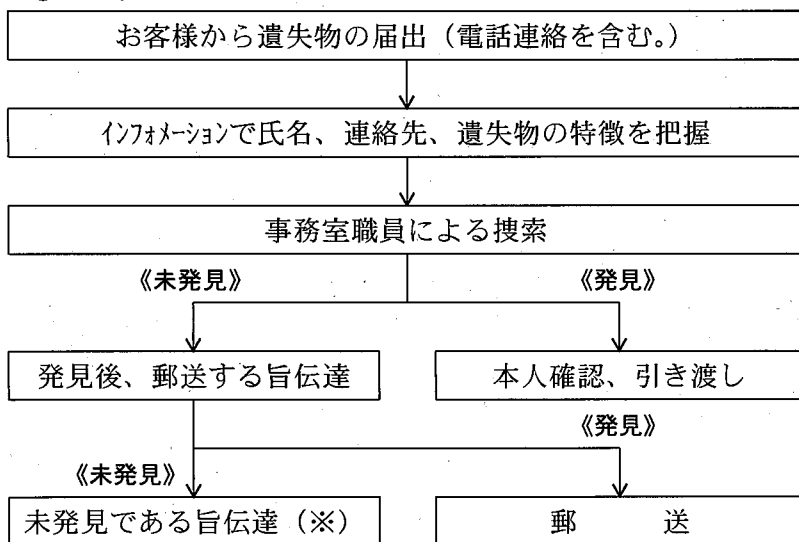 お客様から遺失物の届出（電話連絡を含む。）
インフォメーションで氏名、連絡先、遺失物の特徴を把握
事務室職員による捜索
《未発見》 《発見》
発見後、郵送する旨伝達 本人確認、引き渡し
《発見》
《未発見》
未発見である旨伝達（※） 郵　　送